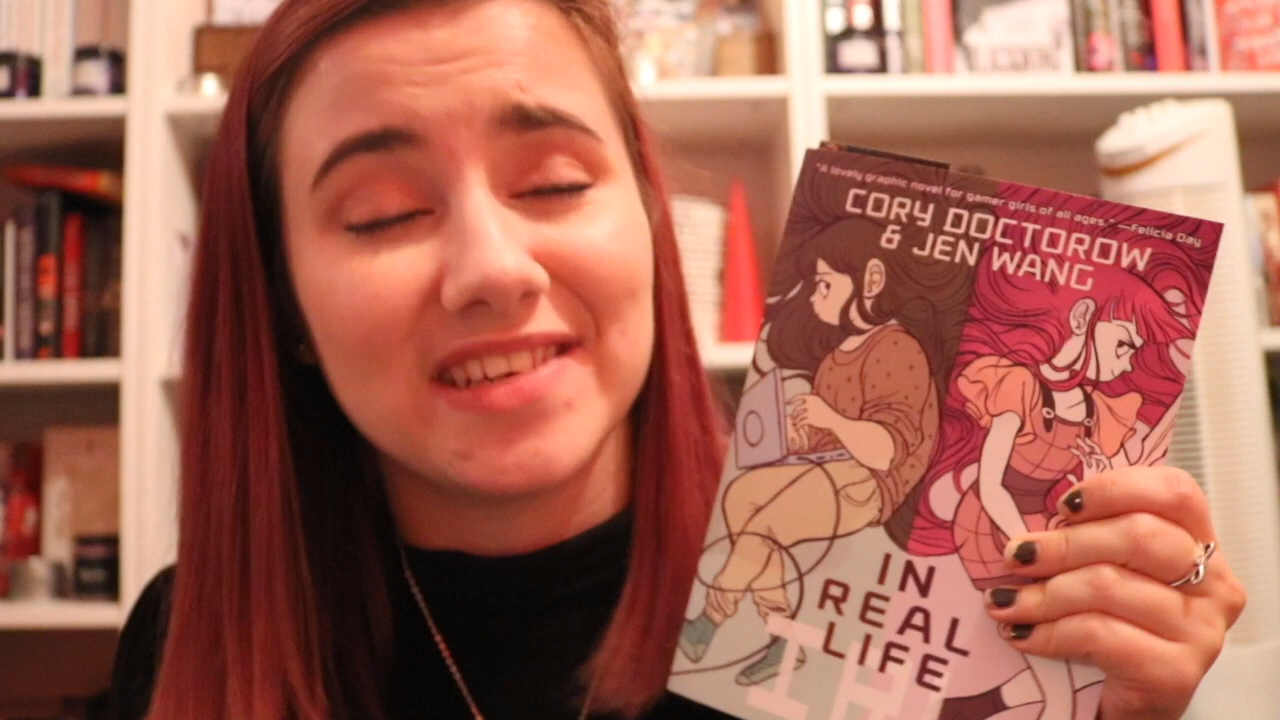 "A lovely graphic novel for gamer girls of all ages." —Felicia Day
CORY DOCTOROW
& JEN WANG
IN
REAL
LIFE